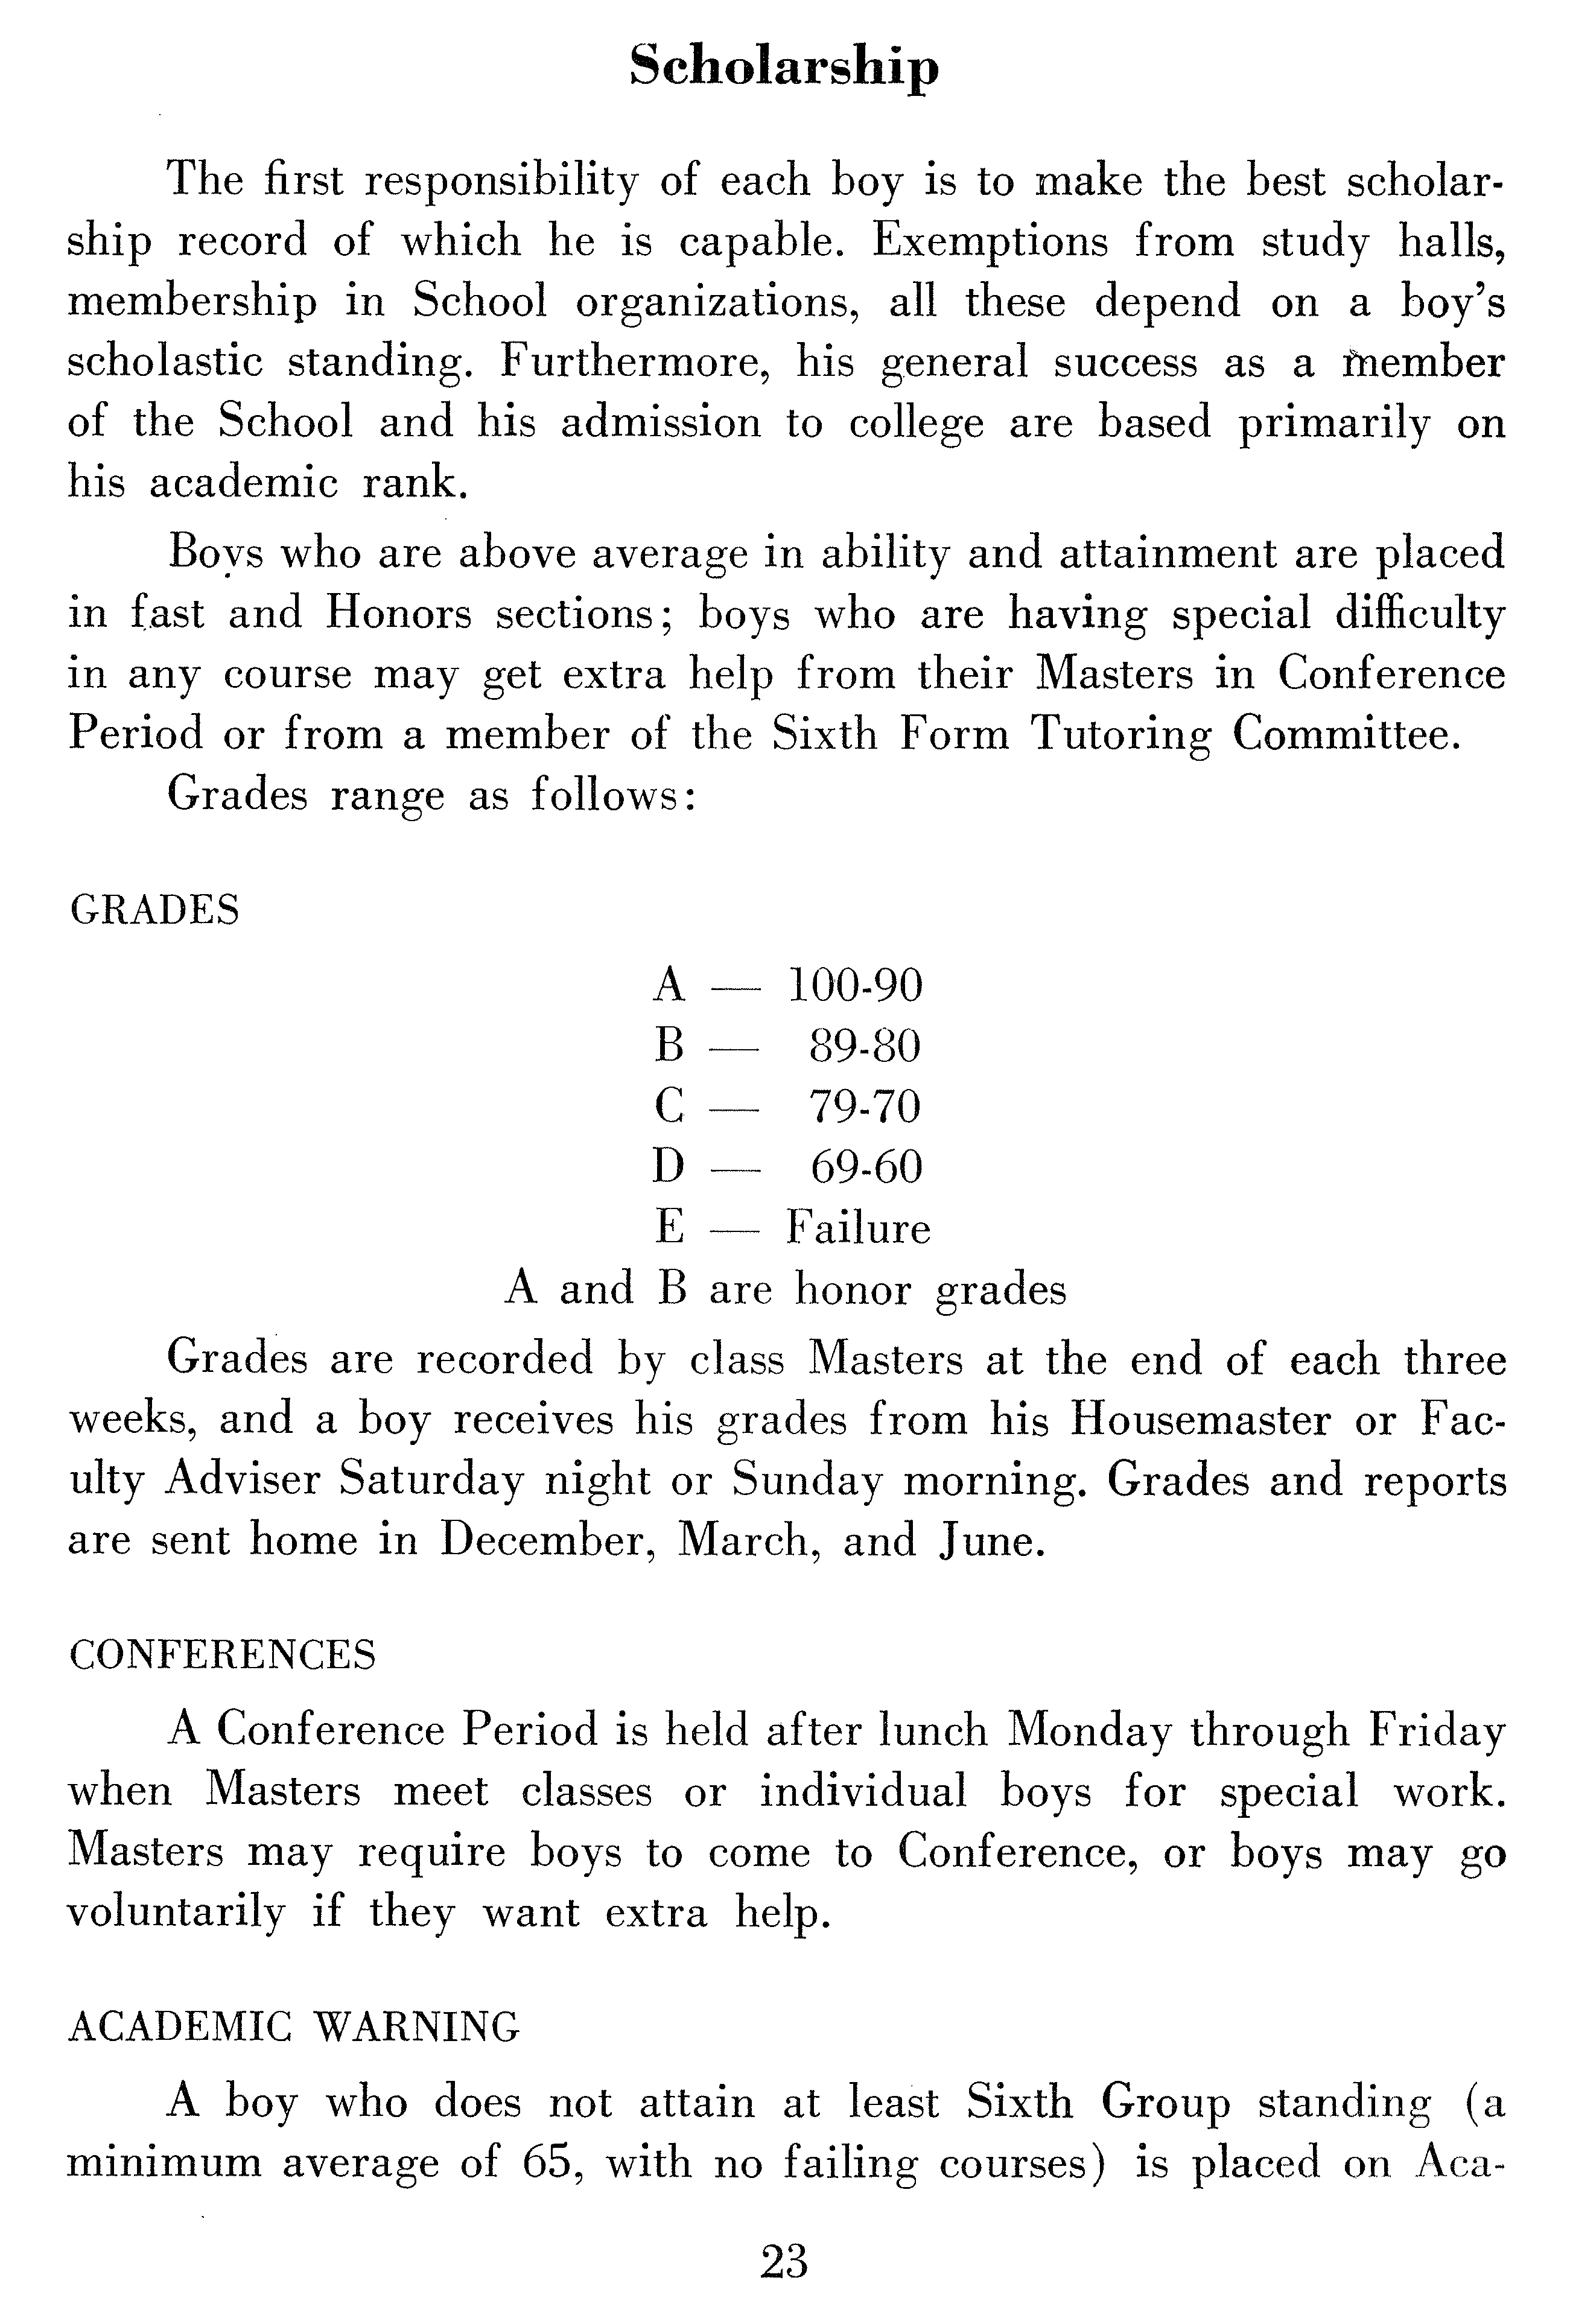 Scholarship
The first responsibility of each boy is to make the best scholar-
ship record of which he is capable. Exemptions from study halls,
membership in School organizations, all these depend on a boy's
scholastic standing. Furthermore, his general success as a member
of the School and his admission to college are based primarily on
his academic rank.
Boys who are above average in ability and attainment are placed
in fast and Honors sections; boys who are having special difficulty
in any course may get extra help from their Masters in Conference
Period or from a member of the Sixth Form Tutoring Committee.
Grades range as follows:
GRADES
A — 100-90
B — 89-80
C — 79-70
D — 69-60
E — Failure
A and B are honor grades
Grades are recorded by class Masters at the end of each three
weeks, and a boy receives his grades from his Housemaster or Fac-
ulty Adviser Saturday night or Sunday morning. Grades and reports
are sent home in December, March, and June.
CONFERENCES
A Conference Period is held after lunch Monday through Friday
when Masters meet classes or individual boys for special work.
Masters may require boys to come to Conference, or boys may go
voluntarily if they want extra help.
ACADEMIC WARNING
A boy who does not attain at least Sixth Group standing (a
minimum average of 65, with no failing courses) is placed on Aca-
23